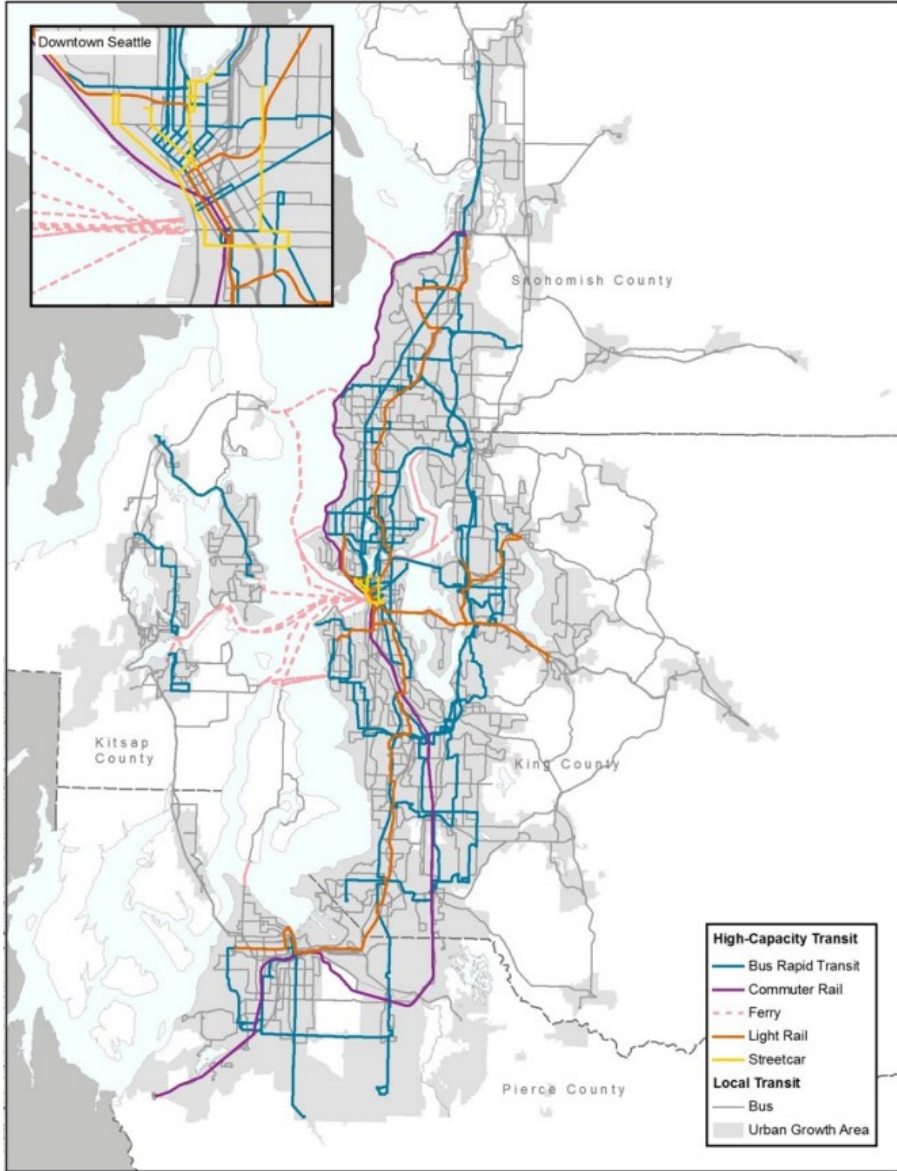 Downtown Seattle
Snohomish County
Kitsap
County
King County
Pierce County
High-Capacity Transit
Bus Rapid Transit
Commuter Rail
Ferry
Light Rail
Streetcar
Local Transit
Bus
Urban Growth Area